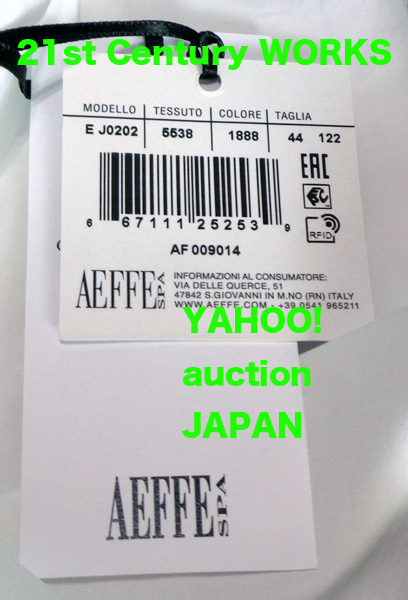 21st Century WORKS
MODELLO TESSUTO COLORE TAGLIA
E J0202 5538 1888 44 122
EAC
6 67111 25253 9
RFID
AF 009014
AEFFE SPA
INFORMAZIONI AL CONSUMATORE:
VIA DELLE QUERCE, 51
47842 S.GIOVANNI IN M.NO (RN) ITALY
WWW.AEFFE.COM - +39 0541 965211
YAHOO!
auction
JAPAN
AEFFE SPA